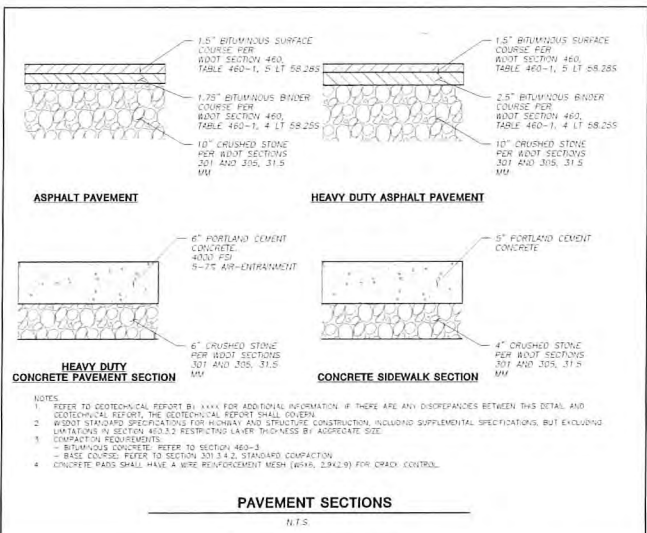 1.5" BITUMINOUS SURFACE
COURSE PER
WDOT SECTION 460,
TABLE 460-1, 5 LT 58.28S
1.75" BITUMINOUS BINDER
COURSE PER
WDOT SECTION 460,
TABLE 460-1, 4 LT 58.25S
10" CRUSHED STONE
PER WDOT SECTIONS
301 AND 305, 31.5
MM
ASPHALT PAVEMENT
1.5" BITUMINOUS SURFACE
COURSE PER
WDOT SECTION 460,
TABLE 460-1, 5 LT 58.28S
2.5" BITUMINOUS BINDER
COURSE PER
WDOT SECTION 460,
TABLE 460-1, 4 LT 58.25S
10" CRUSHED STONE
PER WDOT SECTIONS
301 AND 305, 31.5
MM
HEAVY DUTY ASPHALT PAVEMENT
6" PORTLAND CEMENT
CONCRETE
4000 PSI
5-7% AIR-ENTRAINMENT
6" CRUSHED STONE
PER WDOT SECTIONS
301 AND 305, 31.5
MM
HEAVY DUTY
CONCRETE PAVEMENT SECTION
5" PORTLAND CEMENT
CONCRETE
4" CRUSHED STONE
PER WDOT SECTIONS
301 AND 305, 31.5
MM
CONCRETE SIDEWALK SECTION
NOTES
1. REFER TO GEOTECHNICAL REPORT BY XXXX FOR ADDITIONAL INFORMATION. IF THERE ARE ANY DISCREPANCIES BETWEEN THIS DETAIL AND
GEOTECHNICAL REPORT, THE GEOTECHNICAL REPORT SHALL GOVERN.
2. WISDOT STANDARD SPECIFICATIONS FOR HIGHWAY AND STRUCTURE CONSTRUCTION, INCLUDING SUPPLEMENTAL SPECIFICATIONS, BUT EXCLUDING
LIMITATIONS IN SECTION 460.3.2 RESTRICTING LAYER THICKNESS BY AGGREGATE SIZE.
3. COMPACTION REQUIREMENTS:
- BITUMINOUS CONCRETE: REFER TO SECTION 460-3
- BASE COURSE: REFER TO SECTION 301.3.4.2, STANDARD COMPACTION
4. CONCRETE PADS SHALL HAVE A WIRE REINFORCEMENT MESH (W6X6, 2.9X2.9) FOR CRACK CONTROL.
PAVEMENT SECTIONS
N.T.S.